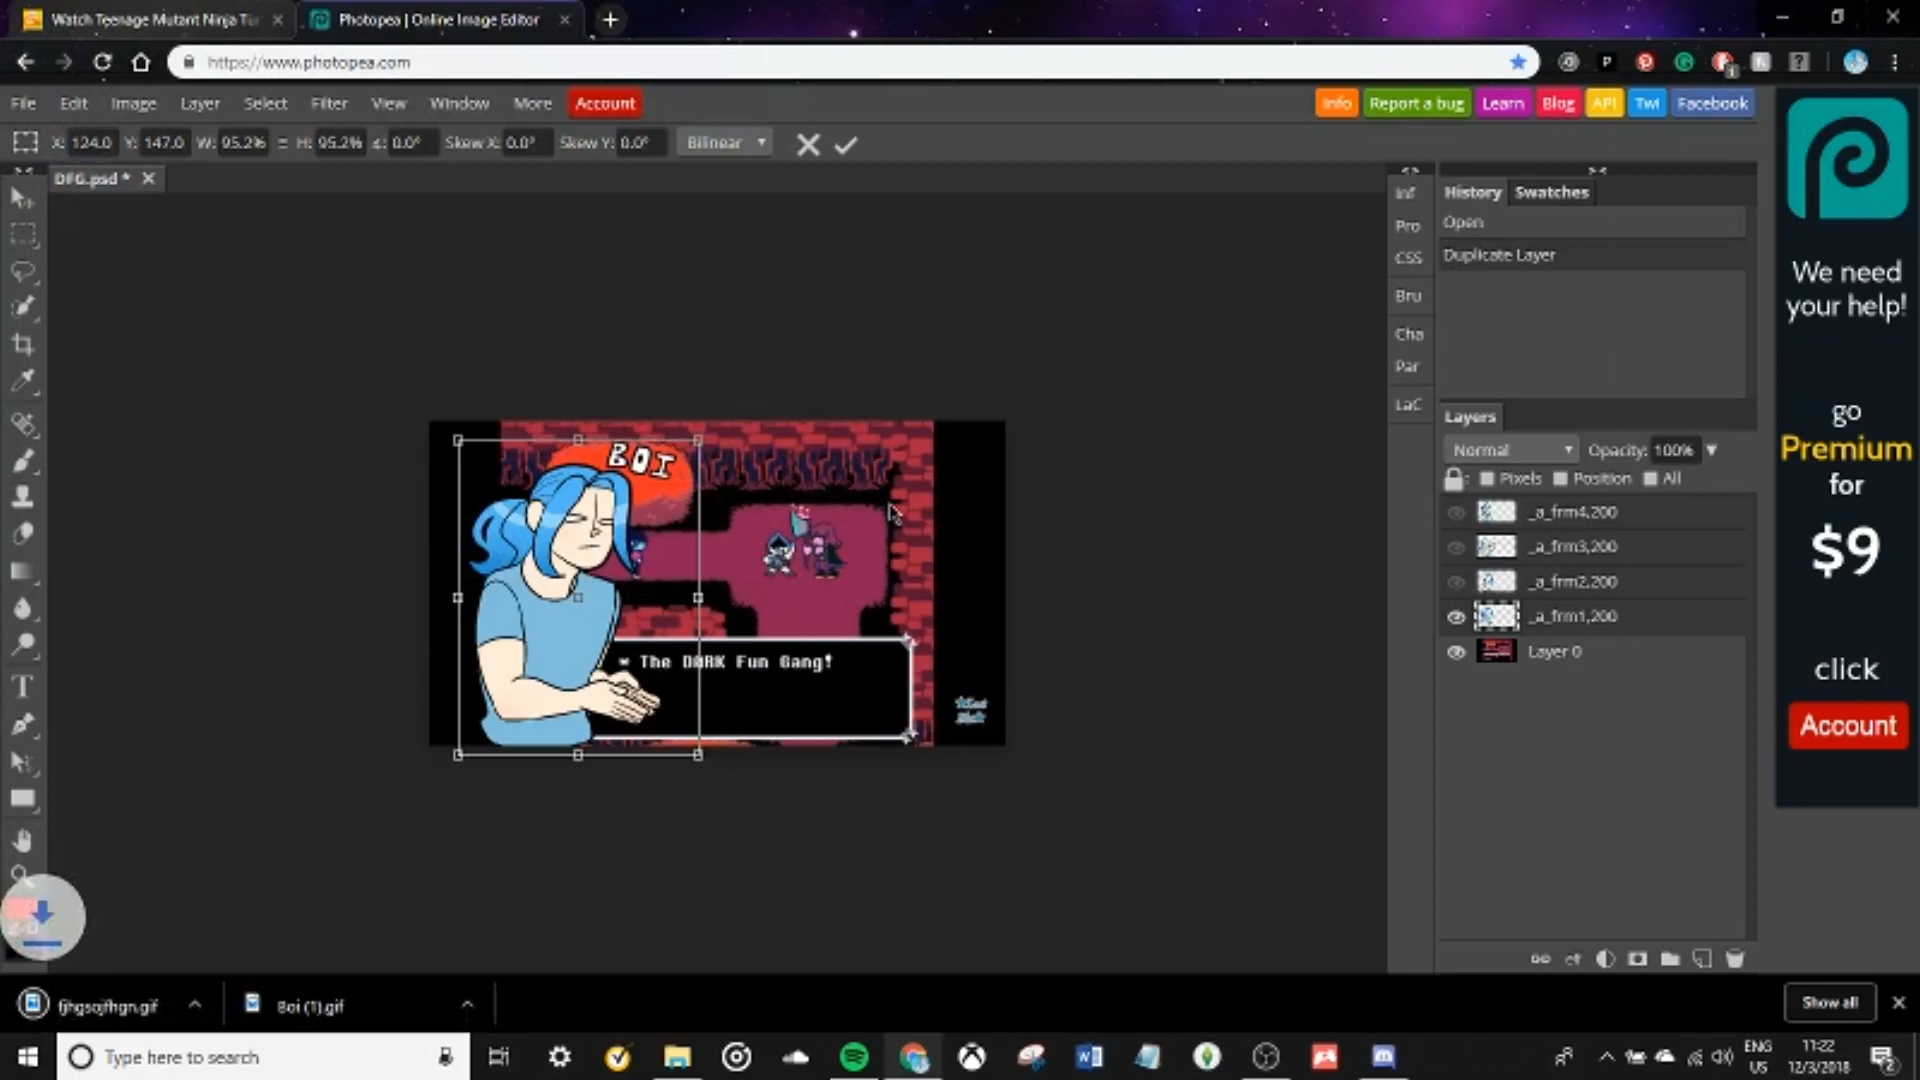 Watch Teenage Mutant Ninja Tur
Photopea | Online Image Editor
https://www.photopea.com
File Edit Image Layer Select Filter View Window More Account
Info Report a bug Learn Blog API Twi Facebook
X: 124.0 Y: 147.0 W: 95.2% H: 95.2% 0.0° Skew X: 0.0° Skew Y: 0.0° Bilinear
DFG.psd *
Inf
Pro
CSS
Bru
Cha
Par
LaC
History Swatches
Open
Duplicate Layer
Layers
Normal Opacity: 100%
Pixels Position All
_a_frm4,200
_a_frm3,200
_a_frm2,200
_a_frm1,200
Layer 0
BOI
* The DARK Fun Gang!
We need
your help!
go
Premium
for
$9
click
Account
fjhgsojfhgn.gif
Boi (1).gif
Show all
Type here to search
ENG
US
11:22
12/3/2018